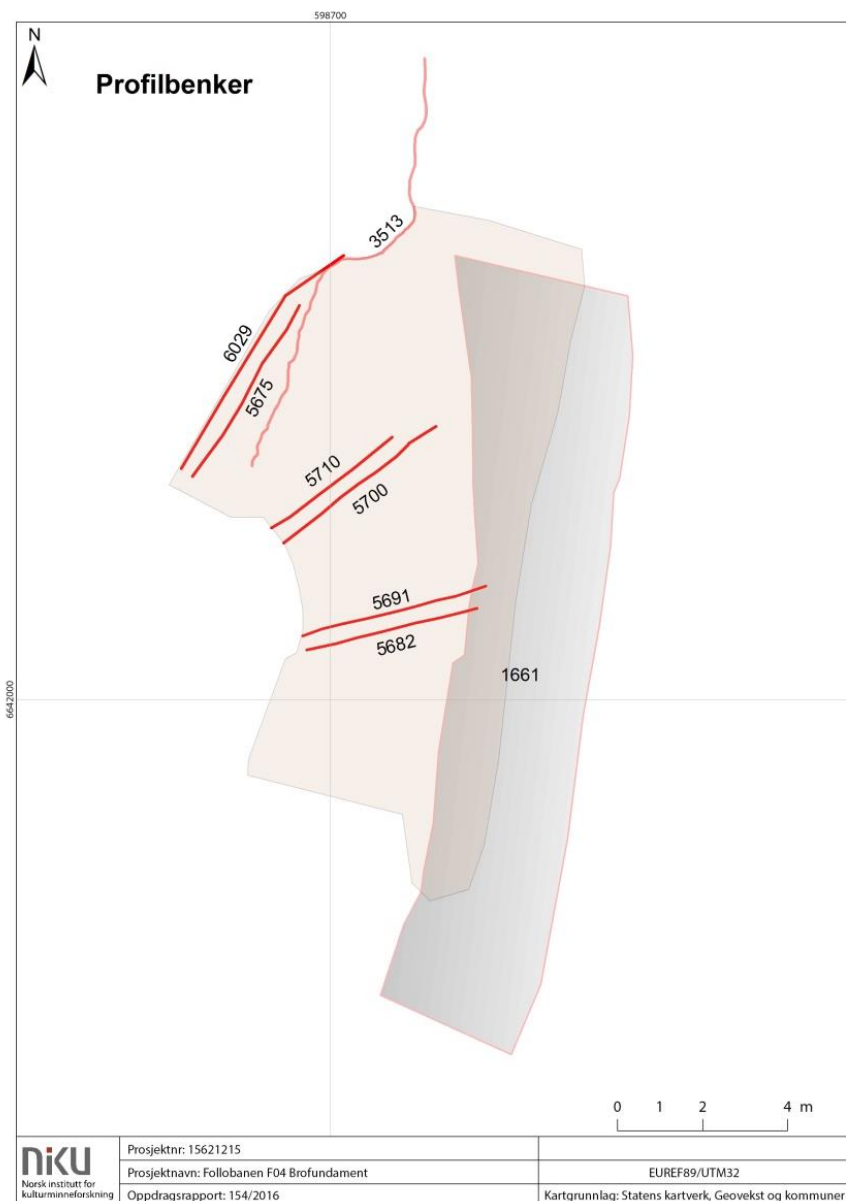 598700
N
Profilbenker
3513
6029
5675
5710
5700
5691
5682
1661
6642000
0 1 2 4 m
niku
Norsk institutt for
kulturminneforskning
Prosjektnr: 15621215
Prosjektnavn: Follobanen F04 Brofundament
EUREF89/UTM32
Oppdragsrapport: 154/2016
Kartgrunnlag: Statens kartverk, Geovekst og kommuner